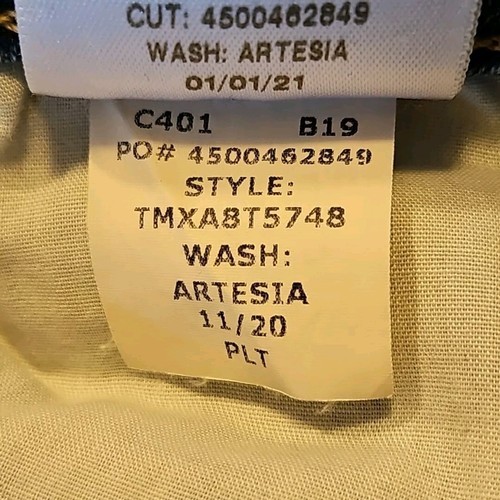 CUT: 4500462849
WASH: ARTESIA
01/01/21
C401 B19
PO# 4500462849
STYLE:
TMXA8T5748
WASH:
ARTESIA
11/20
PLT